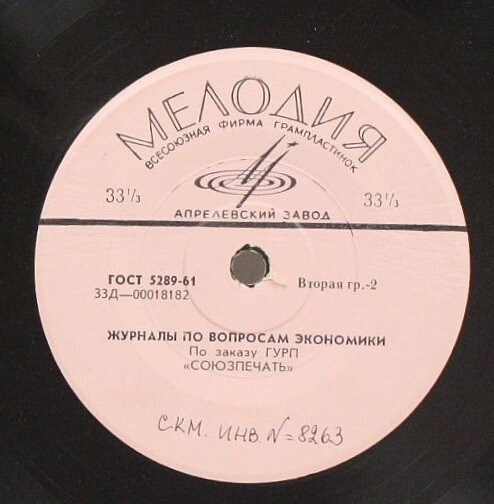 МЕЛОДИЯ
ВСЕСОЮЗНАЯ ФИРМА ГРАМПЛАСТИНОК
33⅓ 33⅓
АПРЕЛЕВСКИЙ ЗАВОД
ГОСТ 5289-61 Вторая гр.-2
33Д—00018182
ЖУРНАЛЫ ПО ВОПРОСАМ ЭКОНОМИКИ
По заказу ГУРП
«СОЮЗПЕЧАТЬ»
СКМ. ИНВ. N=8263